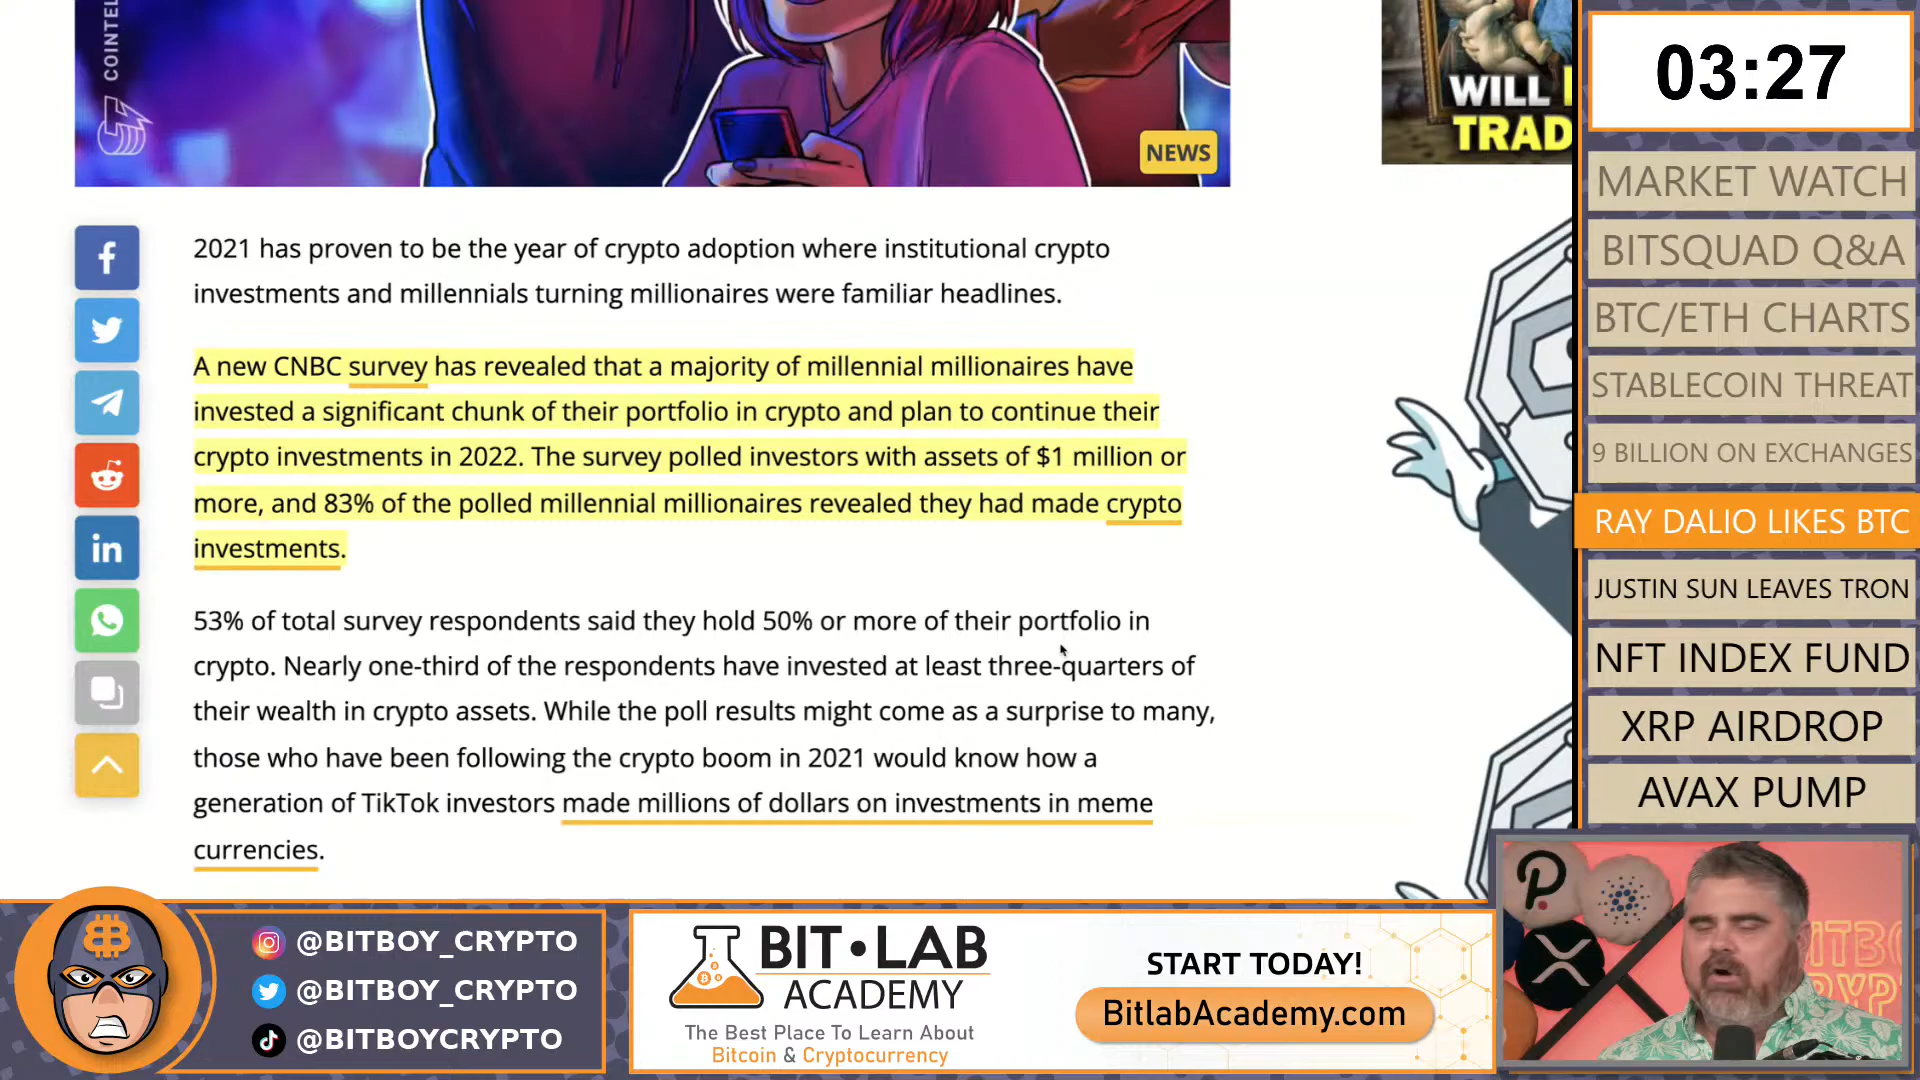 COINTEL
NEWS
WILL
TRAD
2021 has proven to be the year of crypto adoption where institutional crypto
investments and millennials turning millionaires were familiar headlines.
A new CNBC survey has revealed that a majority of millennial millionaires have
invested a significant chunk of their portfolio in crypto and plan to continue their
crypto investments in 2022. The survey polled investors with assets of $1 million or
more, and 83% of the polled millennial millionaires revealed they had made crypto
investments.
53% of total survey respondents said they hold 50% or more of their portfolio in
crypto. Nearly one-third of the respondents have invested at least three-quarters of
their wealth in crypto assets. While the poll results might come as a surprise to many,
those who have been following the crypto boom in 2021 would know how a
generation of TikTok investors made millions of dollars on investments in meme
currencies.
03:27
MARKET WATCH
BITSQUAD Q&A
BTC/ETH CHARTS
STABLECOIN THREAT
9 BILLION ON EXCHANGES
RAY DALIO LIKES BTC
JUSTIN SUN LEAVES TRON
NFT INDEX FUND
XRP AIRDROP
AVAX PUMP
@BITBOY_CRYPTO
@BITBOY_CRYPTO
@BITBOYCRYPTO
BIT•LAB
ACADEMY
The Best Place To Learn About
Bitcoin & Cryptocurrency
START TODAY!
BitlabAcademy.com